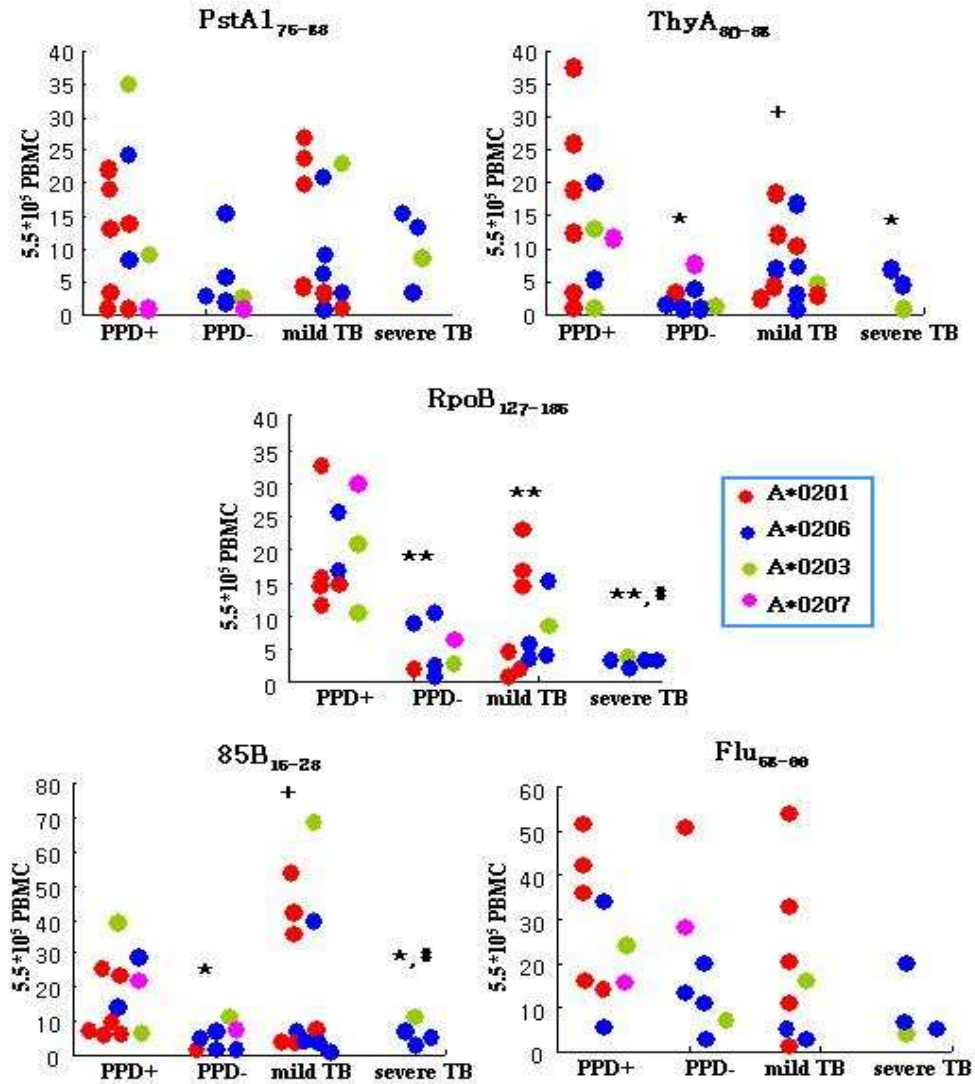 PstA1
40
35
30
25
20
15
10
5
0
5.5*10⁵ PBMC
PPD+ PPD- mild TB severe TB
ThyA
40
35
30
25
20
15
10
5
0
5.5*10⁵ PBMC
+
* *
PPD+ PPD- mild TB severe TB
RpoB
40
35
30
25
20
15
10
5
0
5.5*10⁵ PBMC
**
**
**,
PPD+ PPD- mild TB severe TB
A*0201
A*0206
A*0203
A*0207
85B
80
70
60
50
40
30
20
10
0
5.5*10⁵ PBMC
+
*
*,
PPD+ PPD- mild TB severe TB
Flu
60
50
40
30
20
10
0
5.5*10⁵ PBMC
PPD+ PPD- mild TB severe TB